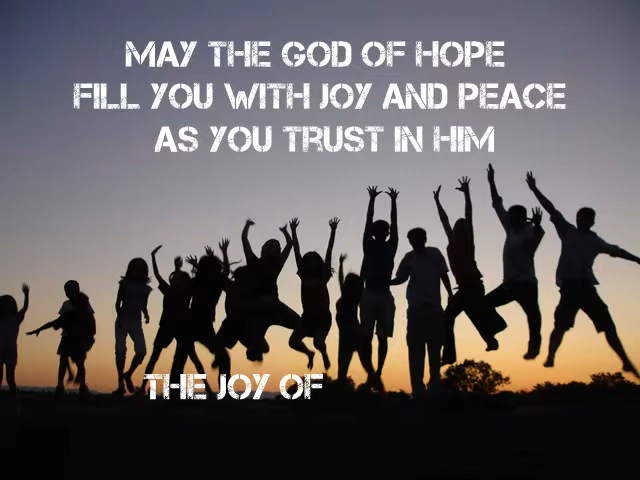 MAY THE GOD OF HOPE
FILL YOU WITH JOY AND PEACE
AS YOU TRUST IN HIM
THE JOY OF